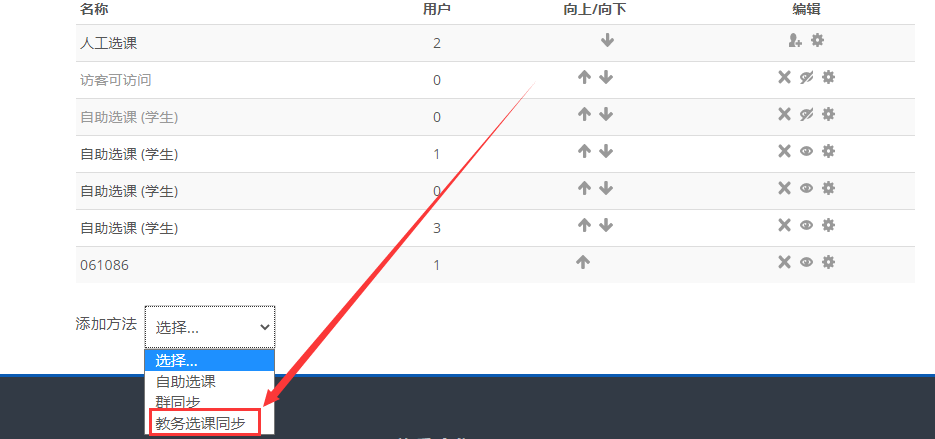 名称 用户 向上/向下 编辑
人工选课 2
访客可访问 0
自助选课 (学生) 0
自助选课 (学生) 1
自助选课 (学生) 0
自助选课 (学生) 3
061086 1
添加方法 选择...
选择...
自助选课
群同步
教务选课同步